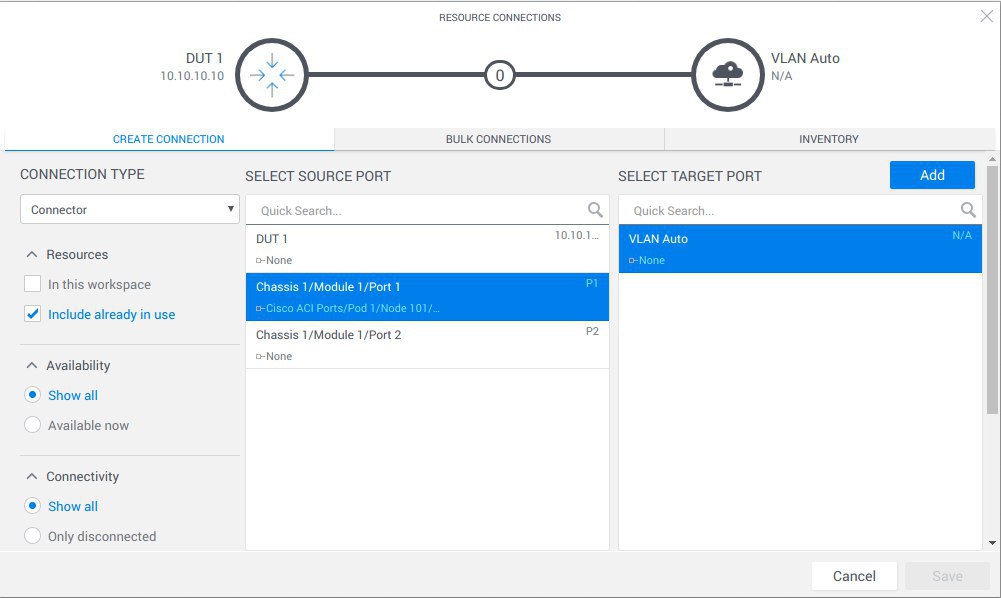 RESOURCE CONNECTIONS
DUT 1
10.10.10.10
0
VLAN Auto
N/A
CREATE CONNECTION
BULK CONNECTIONS
INVENTORY
CONNECTION TYPE
Connector
Resources
In this workspace
Include already in use
Availability
Show all
Available now
Connectivity
Show all
Only disconnected
SELECT SOURCE PORT
Quick Search...
DUT 1
10.10.1...
None
Chassis 1/Module 1/Port 1
P1
Cisco ACI Ports/Pod 1/Node 101/...
Chassis 1/Module 1/Port 2
P2
None
SELECT TARGET PORT
Add
Quick Search...
VLAN Auto
N/A
None
Cancel
Save